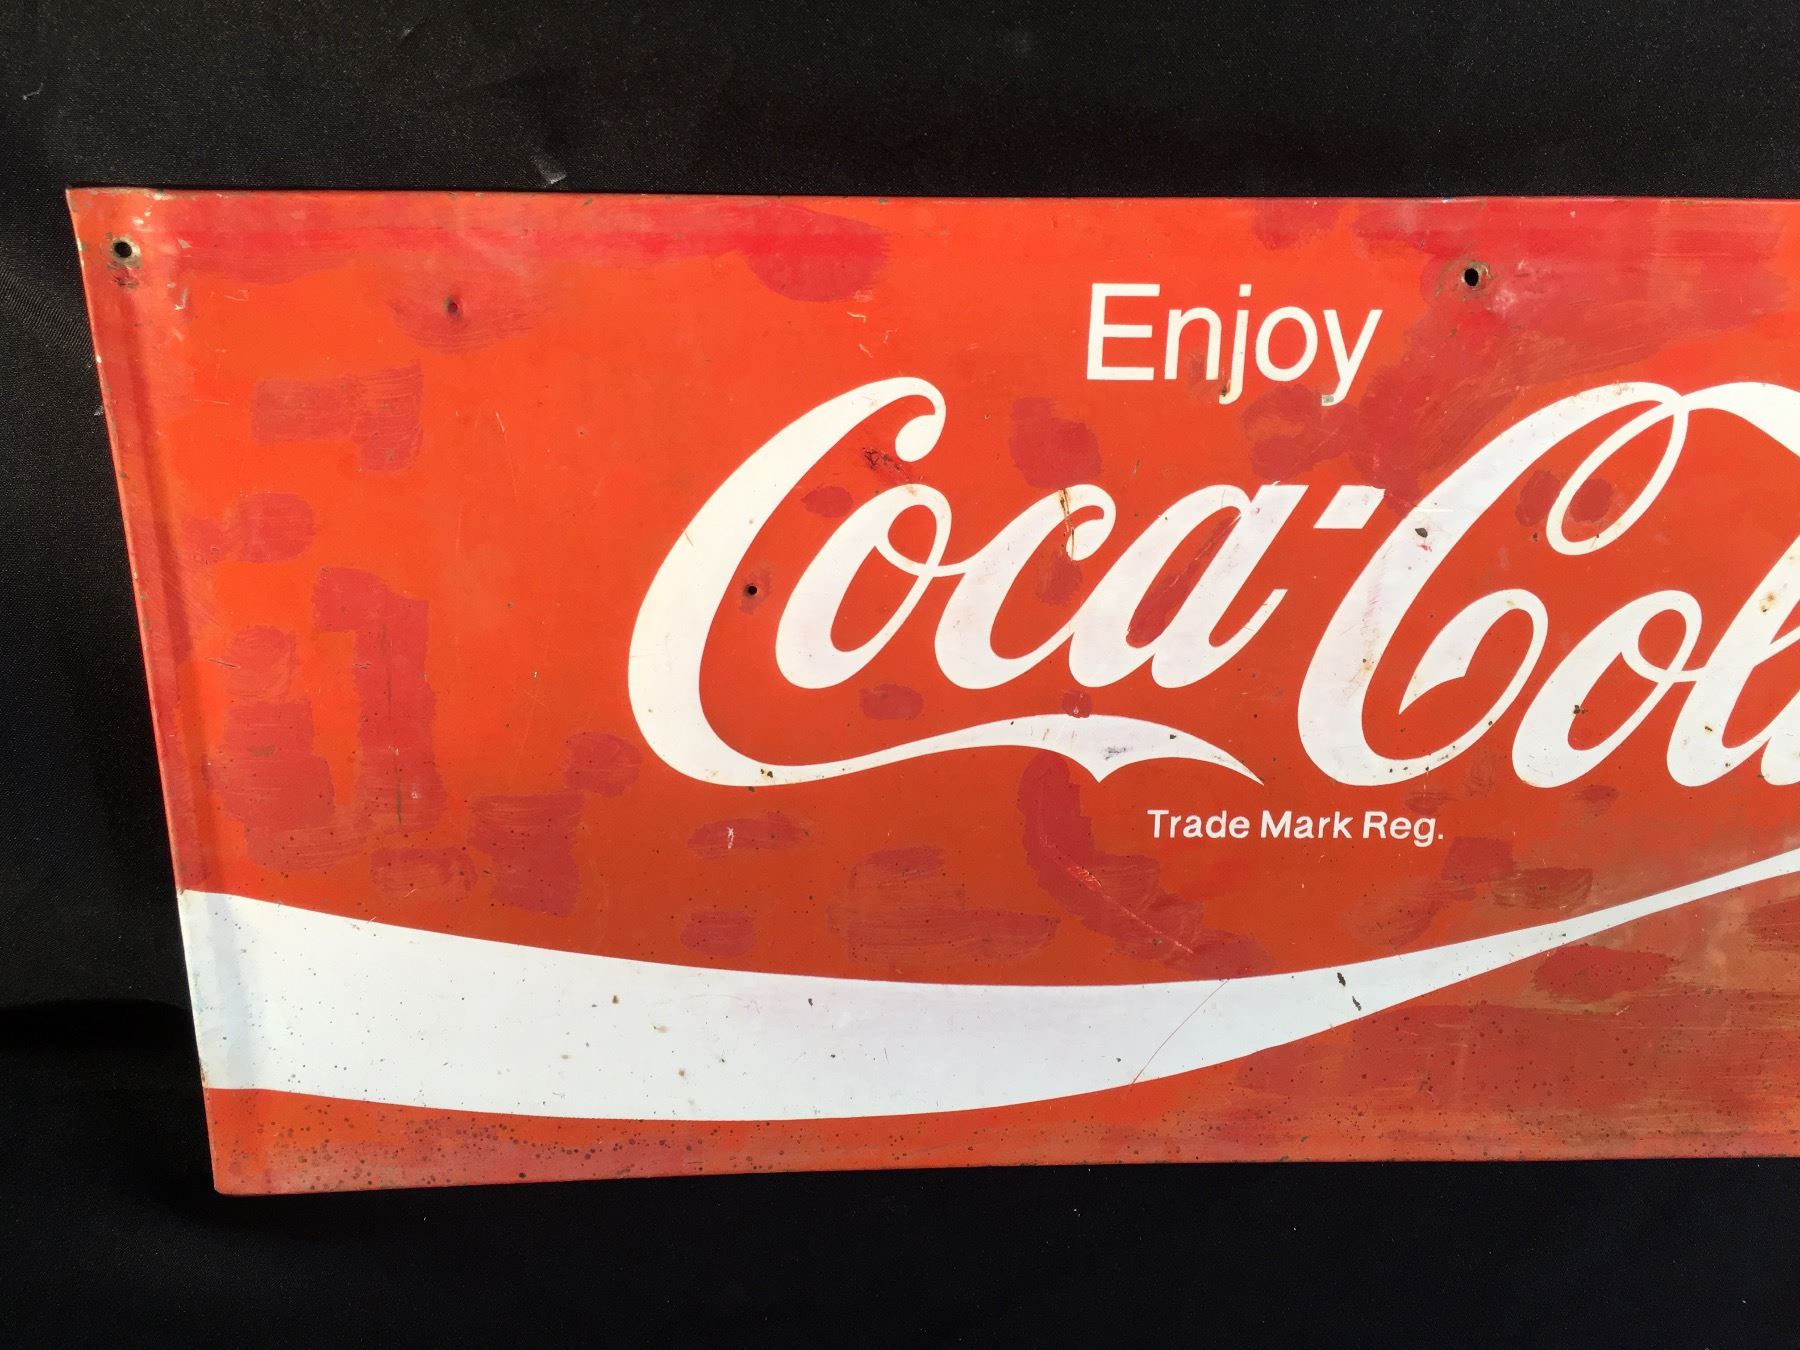 Enjoy
Coca-Col
Trade Mark Reg.